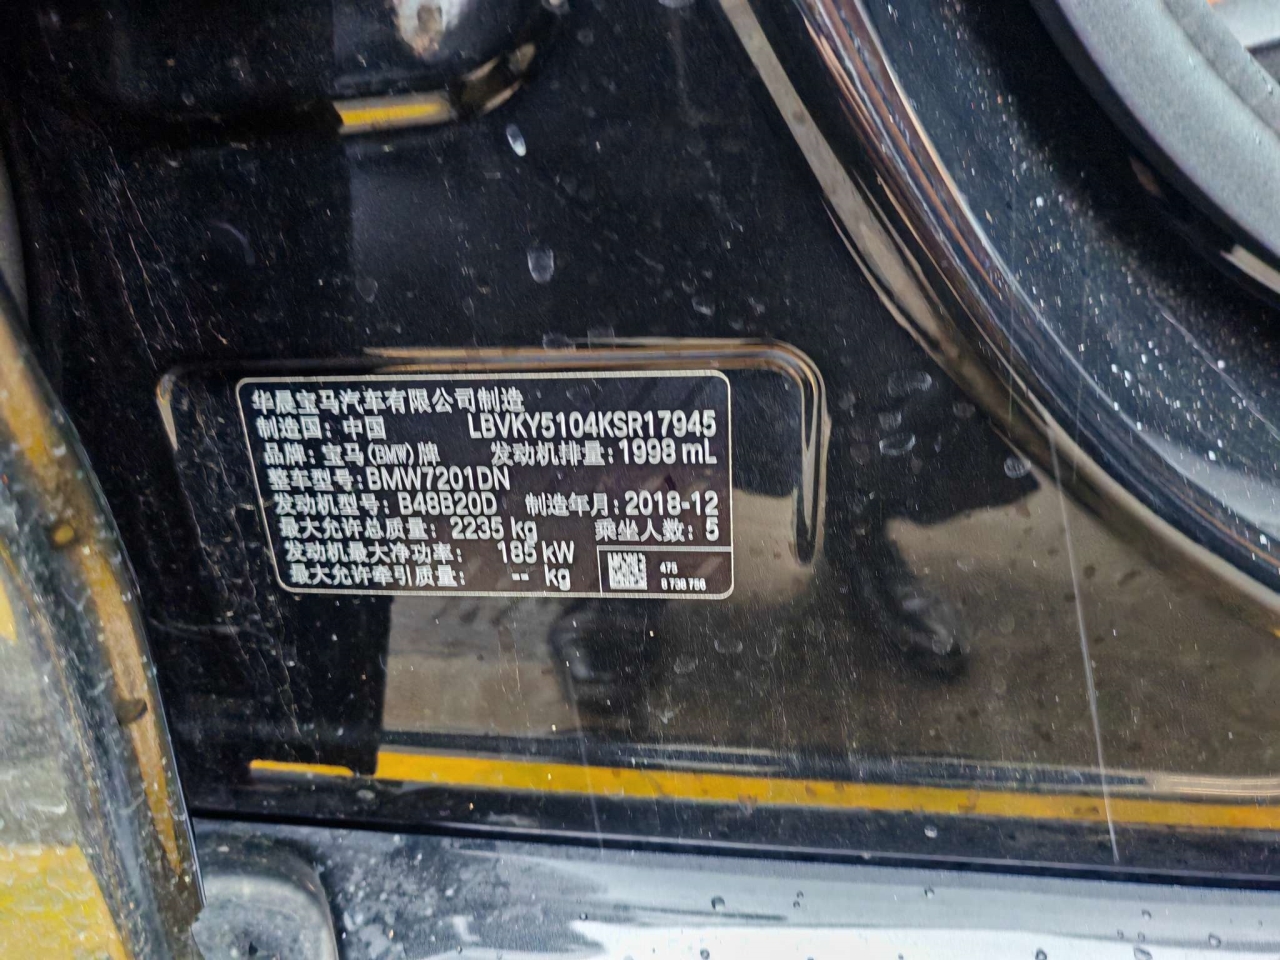 华晨宝马汽车有限公司制造
制造国: 中国 LBVKY5104KSR17945
品牌: 宝马(BMW)牌 发动机排量: 1998 mL
整车型号: BMW7201DN
发动机型号: B48B20D 制造年月: 2018-12
最大允许总质量: 2235 kg 乘坐人数: 5
发动机最大净功率: 185 kW
最大允许牵引质量: -- kg
475
8 738 756